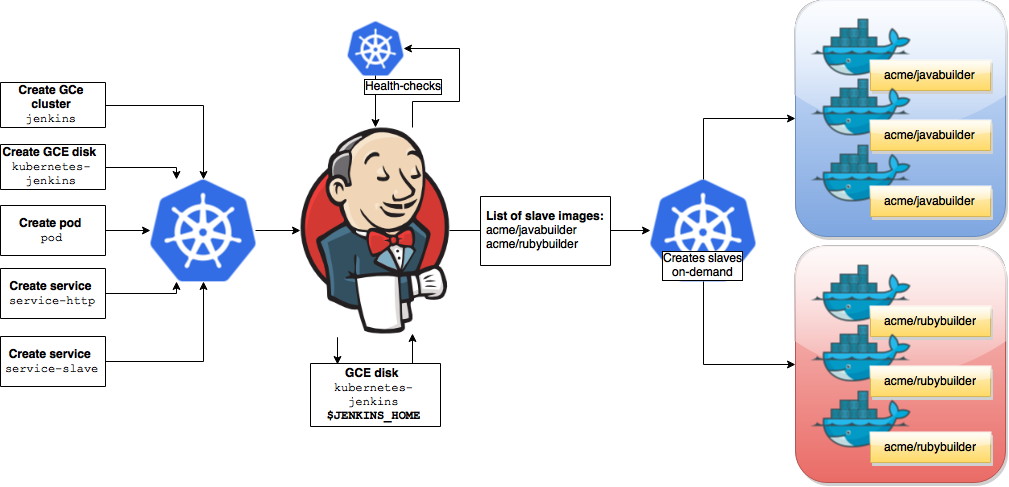 Create GCe
cluster
jenkins
Create GCE disk
kubernetes-
jenkins
Create pod
pod
Create service
service-http
Create service
service-slave
Health-checks
GCE disk
kubernetes-
jenkins
$JENKINS_HOME
List of slave images:
acme/javabuilder
acme/rubybuilder
Creates slaves
on-demand
acme/javabuilder
acme/javabuilder
acme/javabuilder
acme/rubybuilder
acme/rubybuilder
acme/rubybuilder